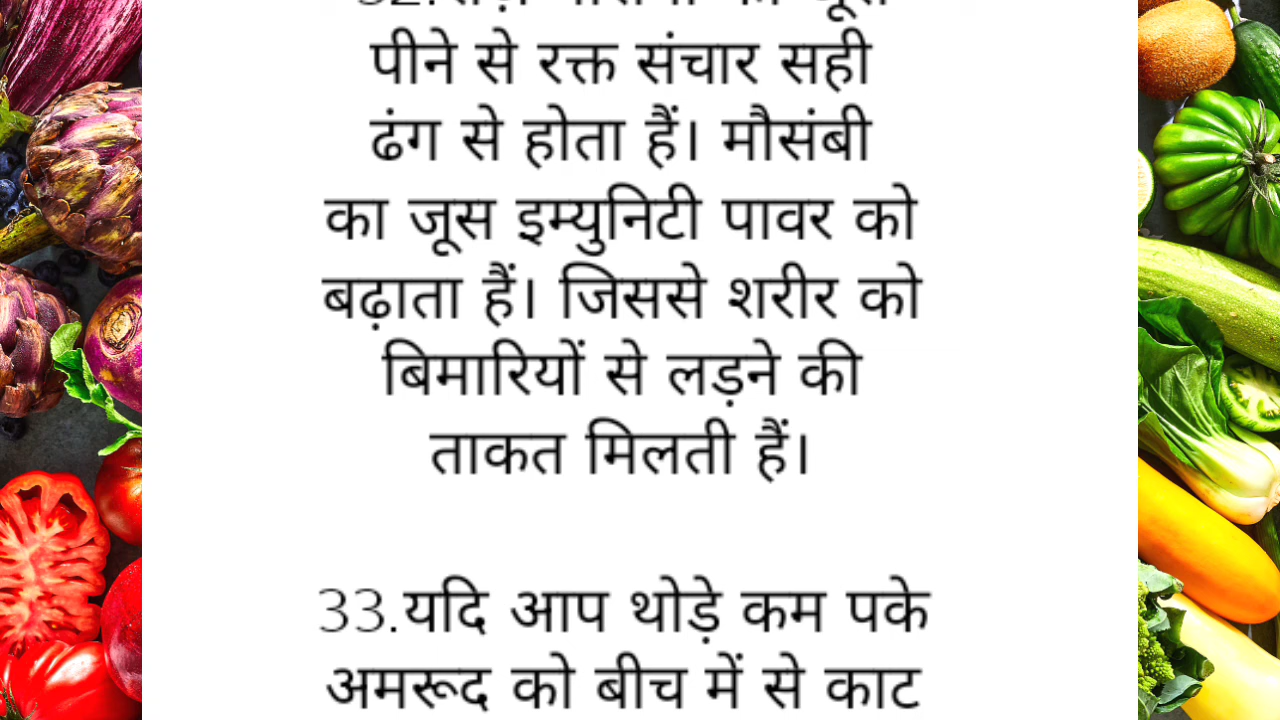 पीने से रक्त संचार सही
ढंग से होता हैं। मौसंबी
का जूस इम्युनिटी पावर को
बढ़ाता हैं। जिससे शरीर को
बिमारियों से लड़ने की
ताकत मिलती हैं।
33.यदि आप थोड़े कम पके
अमरूद को बीच में से काट